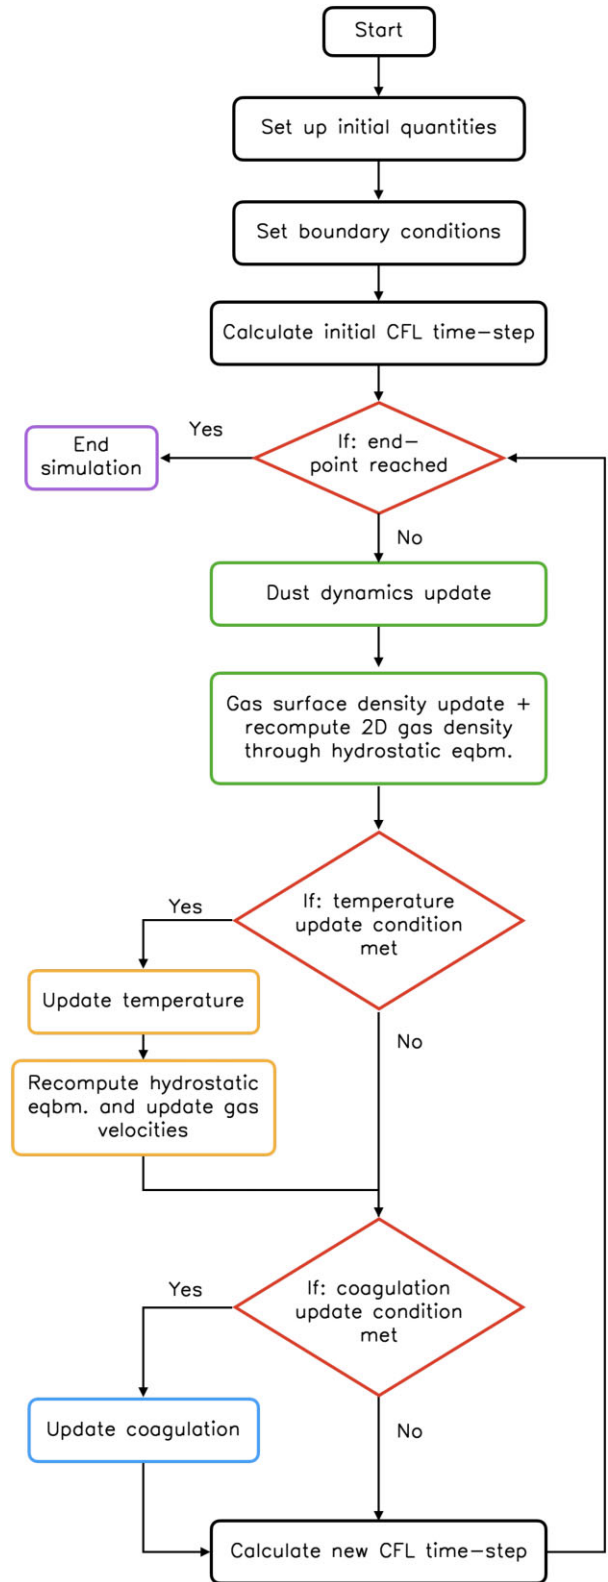 Start
Set up initial quantities
Set boundary conditions
Calculate initial CFL time-step
If: end-
point reached
Yes
End
simulation
No
Dust dynamics update
Gas surface density update +
recompute 2D gas density
through hydrostatic eqbm.
If: temperature
update condition
met
Yes
Update temperature
Recompute hydrostatic
eqbm. and update gas
velocities
No
If: coagulation
update condition
met
Yes
Update coagulation
No
Calculate new CFL time-step